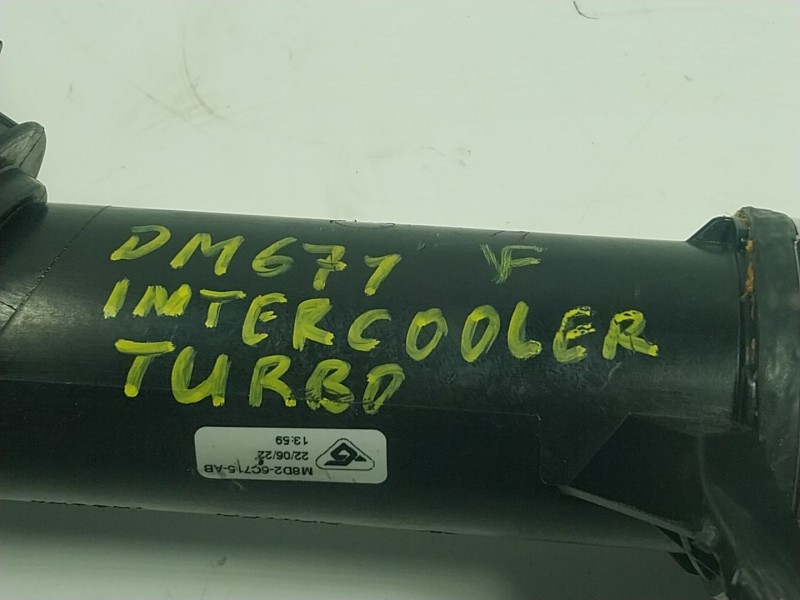 DM671 VF
INTERCOOLER
TURBO
M8D2-6C715-AB
22/06/22
13:59